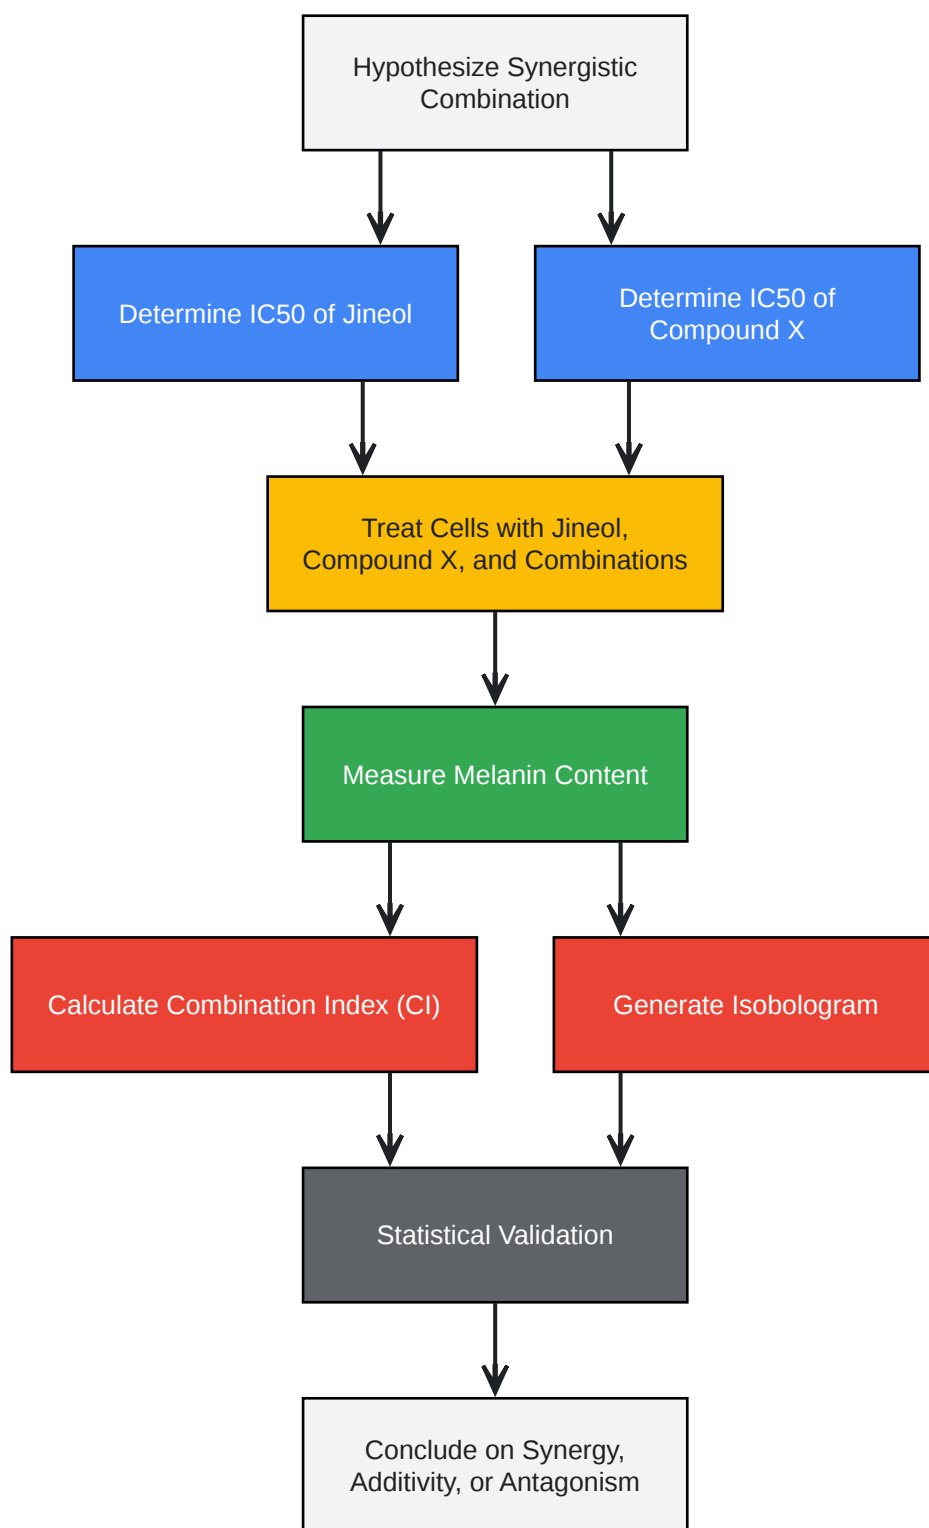 Hypothesize Synergistic
Combination
Determine IC50 of Jineol
Determine IC50 of
Compound X
Treat Cells with Jineol,
Compound X, and Combinations
Measure Melanin Content
Calculate Combination Index (CI)
Generate Isobologram
Statistical Validation
Conclude on Synergy,
Additivity, or Antagonism